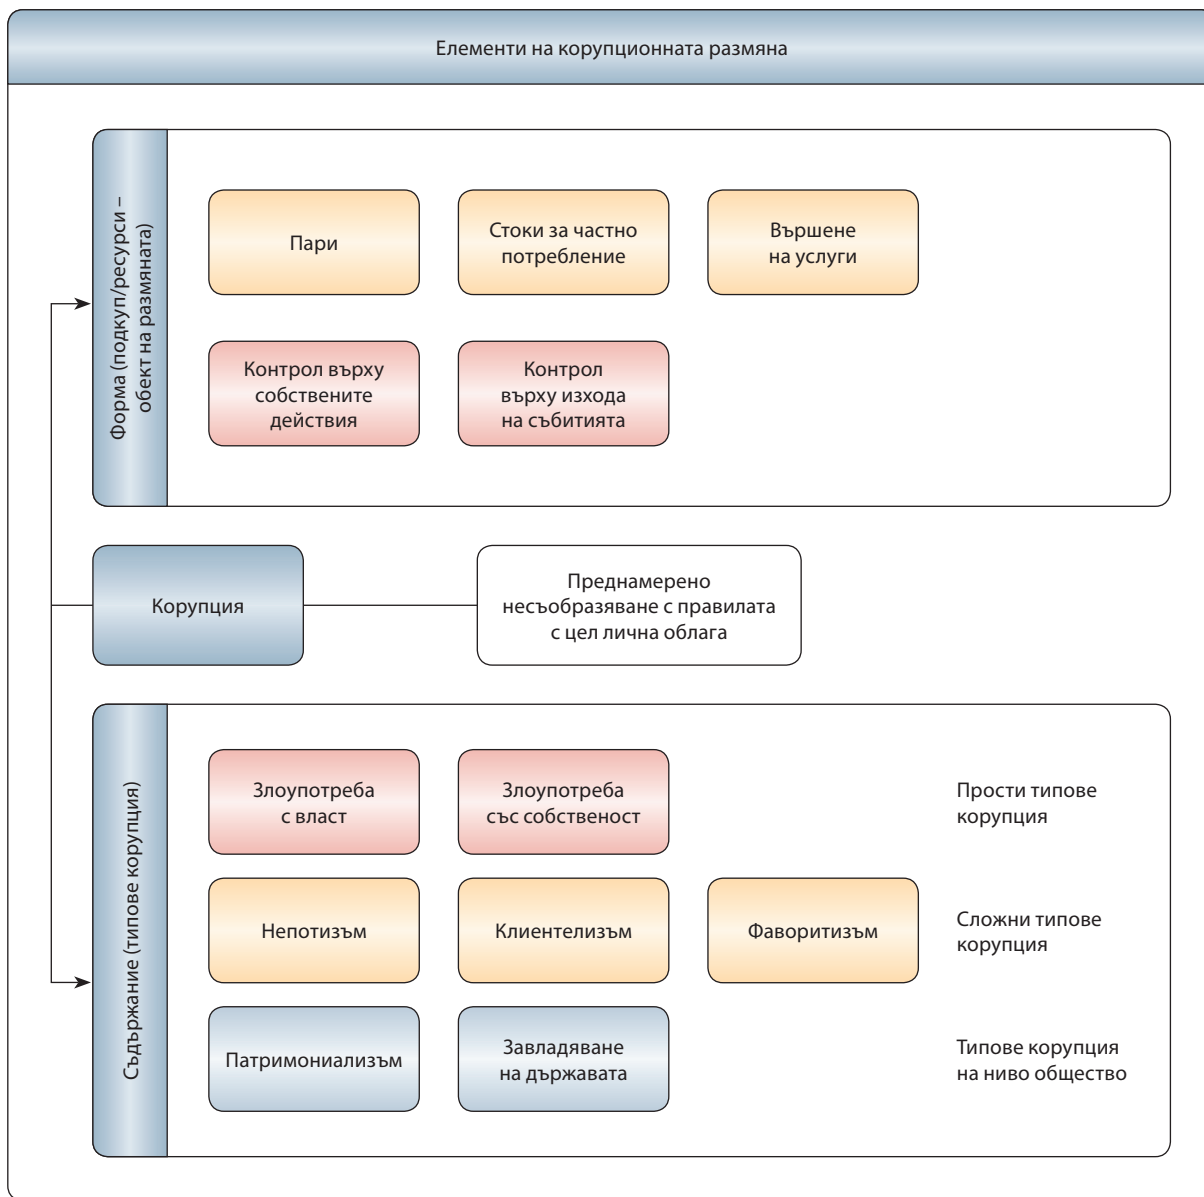 Елементи на корупционната размяна
Форма (подкуп/ресурси –
обект на размяната)
Пари
Стоки за частно
потребление
Вършене
на услуги
Контрол върху
собствените
действия
Контрол
върху изхода
на събитията
Корупция
Преднамерено
несъобразяване с правилата
с цел лична облага
Съдържание (типове корупция)
Злоупотреба
с власт
Злоупотреба
със собственост
Прости типове
корупция
Непотизъм
Клиентелизъм
Фаворитизъм
Сложни типове
корупция
Патримониализъм
Завладяване
на държавата
Типове корупция
на ниво общество